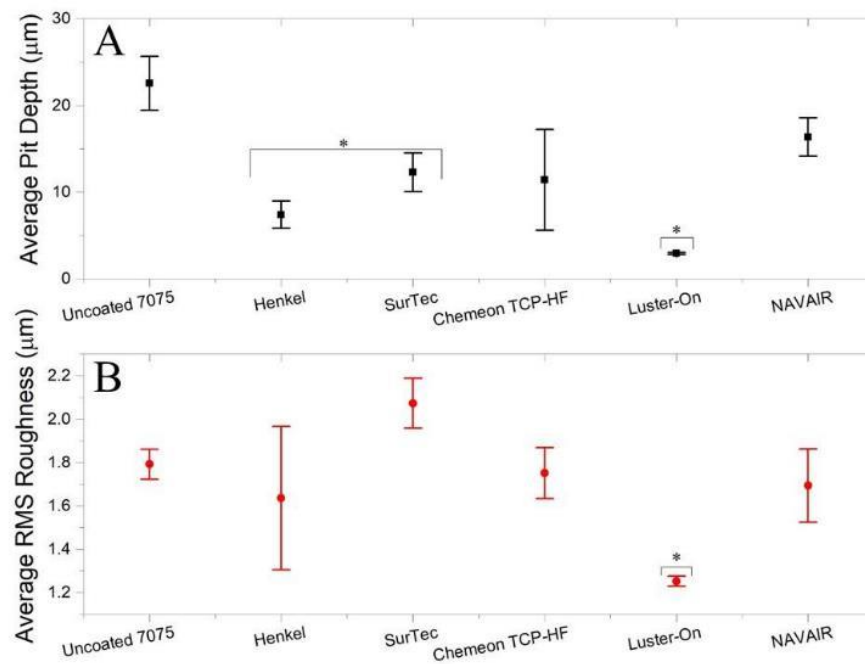 A
Average Pit Depth (μm)
30
20
10
0
*
*
Uncoated 7075
Henkel
SurTec
Chemeon TCP-HF
Luster-On
NAVAIR
B
Average RMS Roughness (μm)
2.2
2.0
1.8
1.6
1.4
1.2
*
Uncoated 7075
Henkel
SurTec
Chemeon TCP-HF
Luster-On
NAVAIR